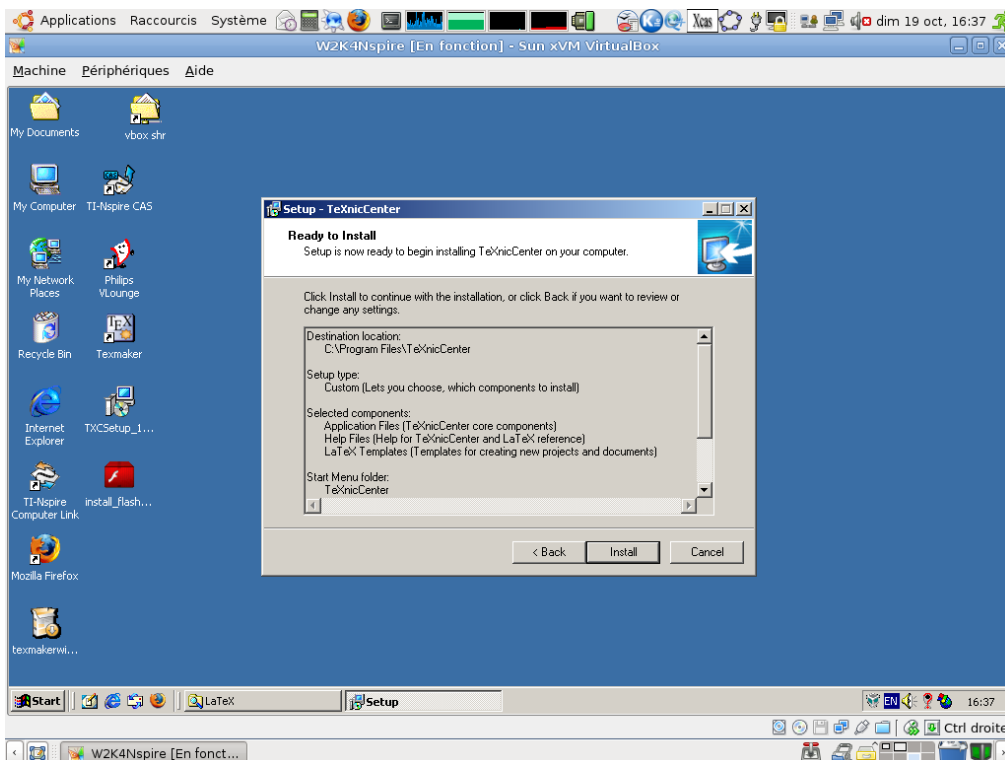 Applications Raccourcis Système Xcas dim 19 oct, 16:37
W2K4Nspire [En fonction] - Sun xVM VirtualBox
Machine Périphériques Aide
My Documents
vbox shr
My Computer
TI-Nspire CAS
My Network
Places
Philips
VLounge
Recycle Bin
Texmaker
Internet
Explorer
TXCSetup_1...
TI-Nspire
Computer Link
install_flash...
Mozilla Firefox
texmakerwi...
Setup - TeXnicCenter
Ready to Install
Setup is now ready to begin installing TeXnicCenter on your computer.
Click Install to continue with the installation, or click Back if you want to review or
change any settings.
Destination location:
C:\Program Files\TeXnicCenter
Setup type:
Custom (Lets you choose, which components to install)
Selected components:
Application Files (TeXnicCenter core components)
Help Files (Help for TeXnicCenter and LaTeX reference)
LaTeX Templates (Templates for creating new projects and documents)
Start Menu folder:
TeXnicCenter
< Back Install Cancel
Start LaTeX Setup EN 16:37
Ctrl droite
W2K4Nspire [En fonct...